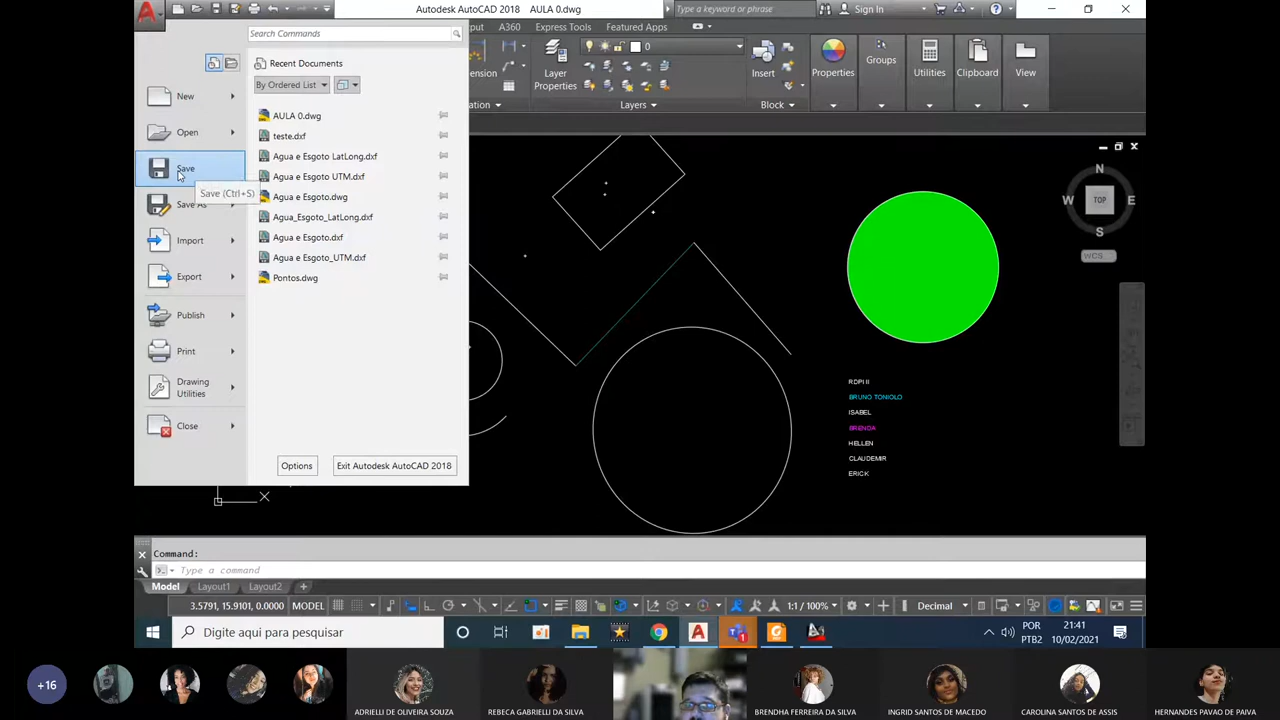 Autodesk AutoCAD 2018 AULA 0.dwg
Type a keyword or phrase
Sign In
Search Commands
put A360 Express Tools Featured Apps
Recent Documents
By Ordered List
New
Open
Save
Save (Ctrl+S)
Save As
Import
Export
Publish
Print
Drawing
Utilities
Close
AULA 0.dwg
teste.dxf
Agua e Esgoto LatLong.dxf
Agua e Esgoto UTM.dxf
Agua e Esgoto.dwg
Agua_Esgoto_LatLong.dxf
Agua e Esgoto.dxf
Agua e Esgoto_UTM.dxf
Pontos.dwg
Options
Exit Autodesk AutoCAD 2018
ension
Layer
Properties
0
Layers
Insert
Block
Properties
Groups
Utilities
Clipboard
View
N
W TOP E
S
WCS
RDPI II
BRUNO TONIOLO
ISABEL
BRENDA
HELLEN
CLAUDEMIR
ERICK
Command:
Type a command
Model Layout1 Layout2 +
3.5791, 15.9101, 0.0000 MODEL
1:1 / 100%
Decimal
Digite aqui para pesquisar
POR
PTB2
21:41
10/02/2021
+16
ADRIELLI DE OLIVEIRA SOUZA
REBECA GABRIELLI DA SILVA
BRENDHA FERREIRA DA SILVA
INGRID SANTOS DE MACEDO
CAROLINA SANTOS DE ASSIS
HERNANDES PAVAO DE PAIVA